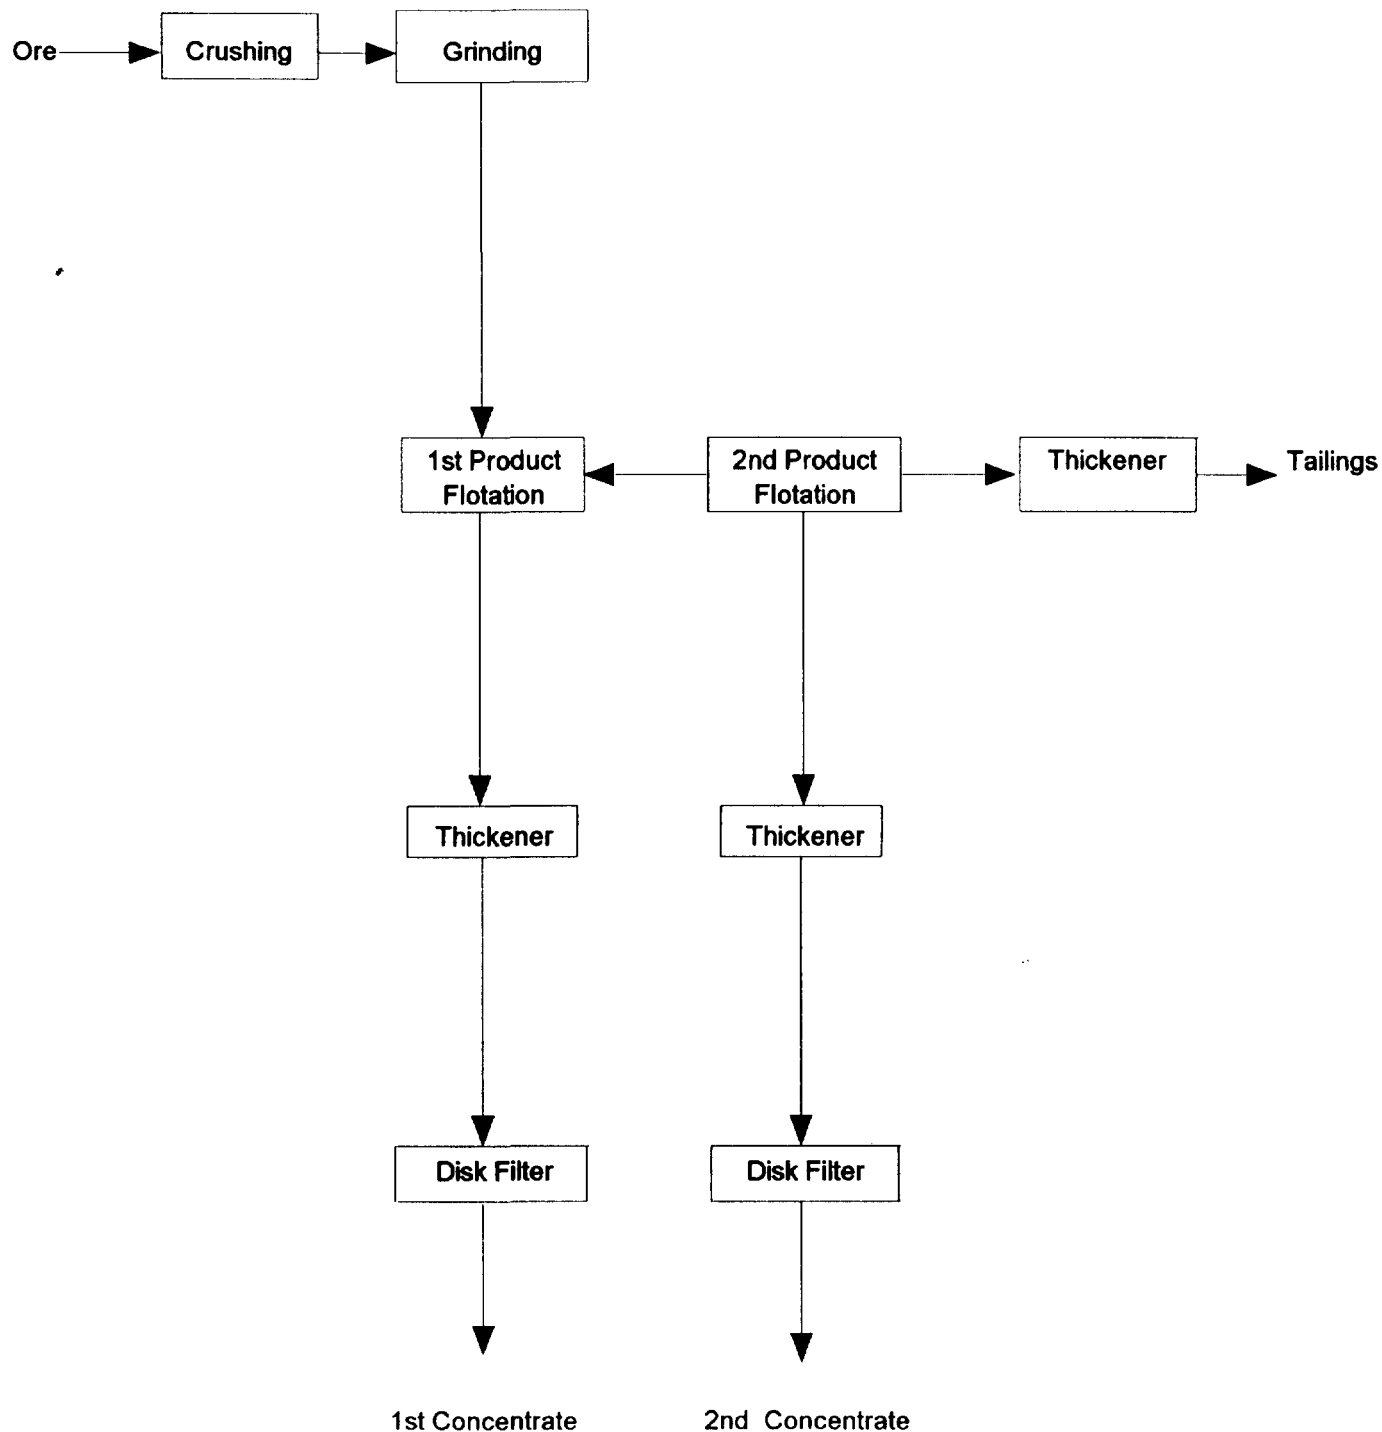 Ore
Crushing
Grinding
1st Product
Flotation
2nd Product
Flotation
Thickener
Tailings
Thickener
Thickener
Disk Filter
Disk Filter
1st Concentrate
2nd Concentrate